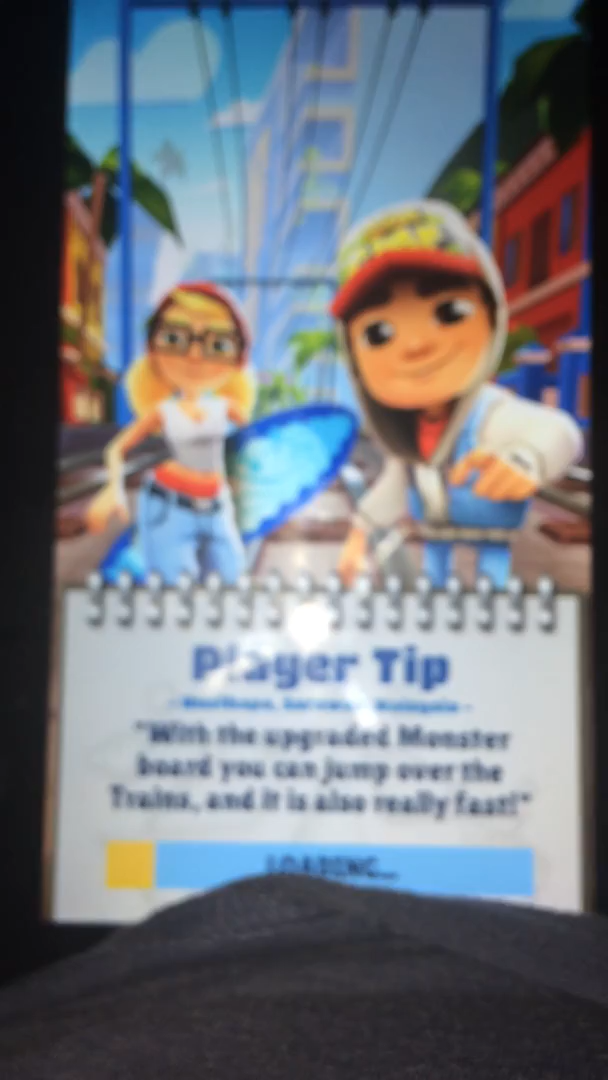 Player Tip
"With the upgraded Monster
board you can jump over the
Trains, and it is also really fast!"
LOADING...